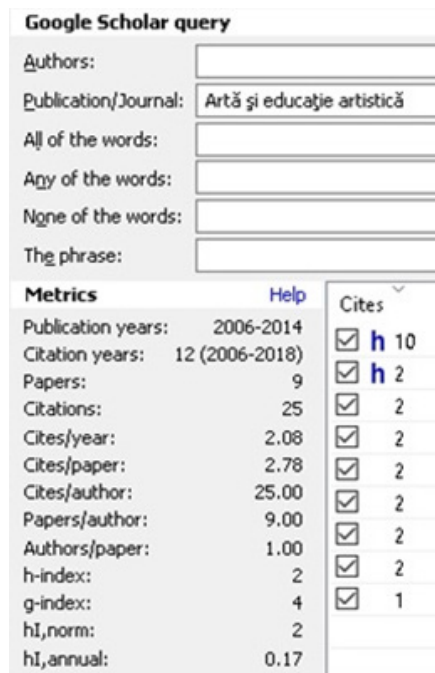 Google Scholar query
Authors:
Publication/Journal: Artă și educaţie artistică
All of the words:
Any of the words:
None of the words:
The phrase:
Metrics Help
Publication years: 2006-2014
Citation years: 12 (2006-2018)
Papers: 9
Citations: 25
Cites/year: 2.08
Cites/paper: 2.78
Cites/author: 25.00
Papers/author: 9.00
Authors/paper: 1.00
h-index: 2
g-index: 4
hI,norm: 2
hI,annual: 0.17
Cites
h 10
h 2
2
2
2
2
2
2
1